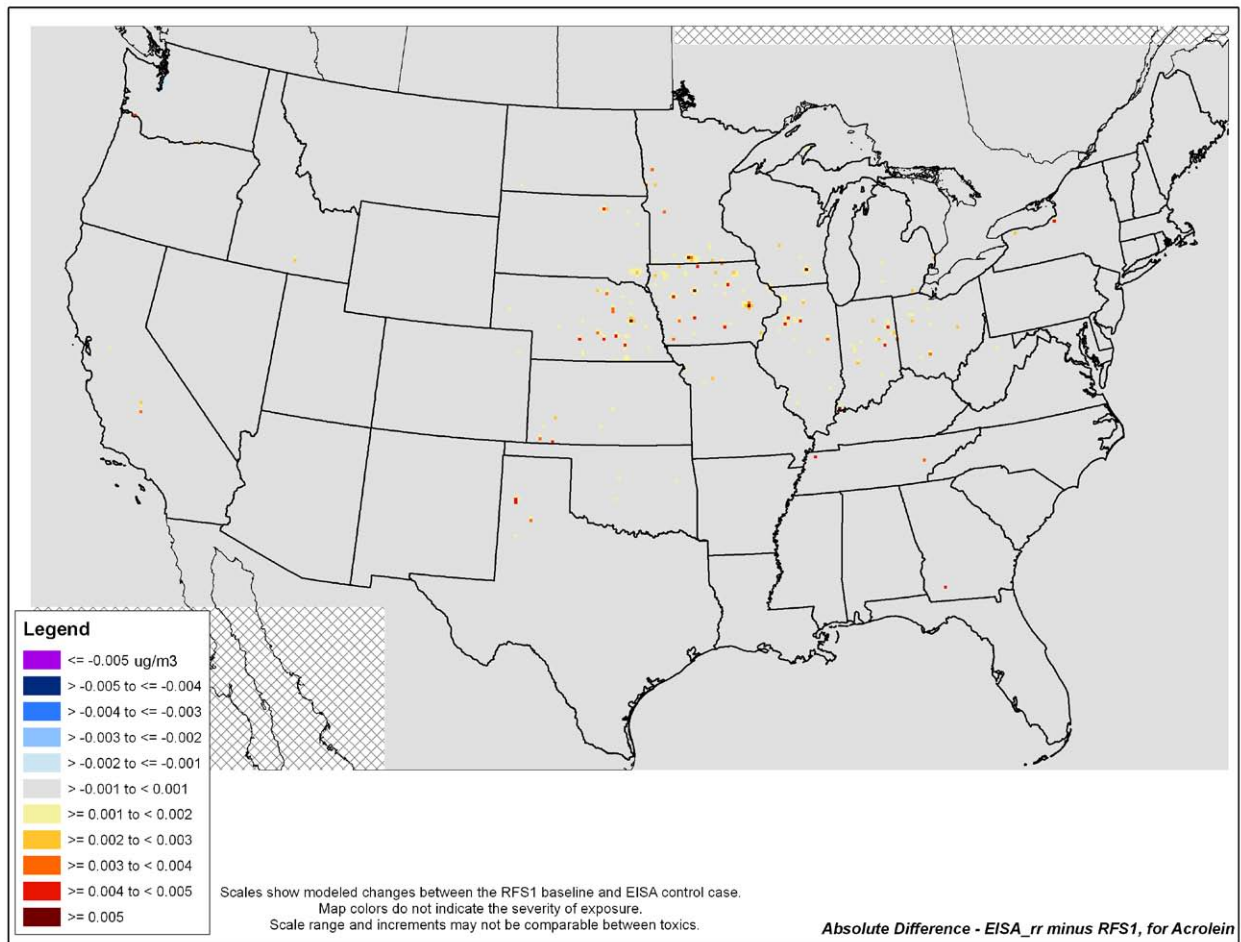 Legend
<= -0.005 ug/m3
> -0.005 to <= -0.004
> -0.004 to <= -0.003
> -0.003 to <= -0.002
> -0.002 to <= -0.001
> -0.001 to < 0.001
>= 0.001 to < 0.002
>= 0.002 to < 0.003
>= 0.003 to < 0.004
>= 0.004 to < 0.005
>= 0.005
Scales show modeled changes between the RFS1 baseline and EISA control case.
Map colors do not indicate the severity of exposure.
Scale range and increments may not be comparable between toxics.
Absolute Difference - EISA_rr minus RFS1, for Acrolein